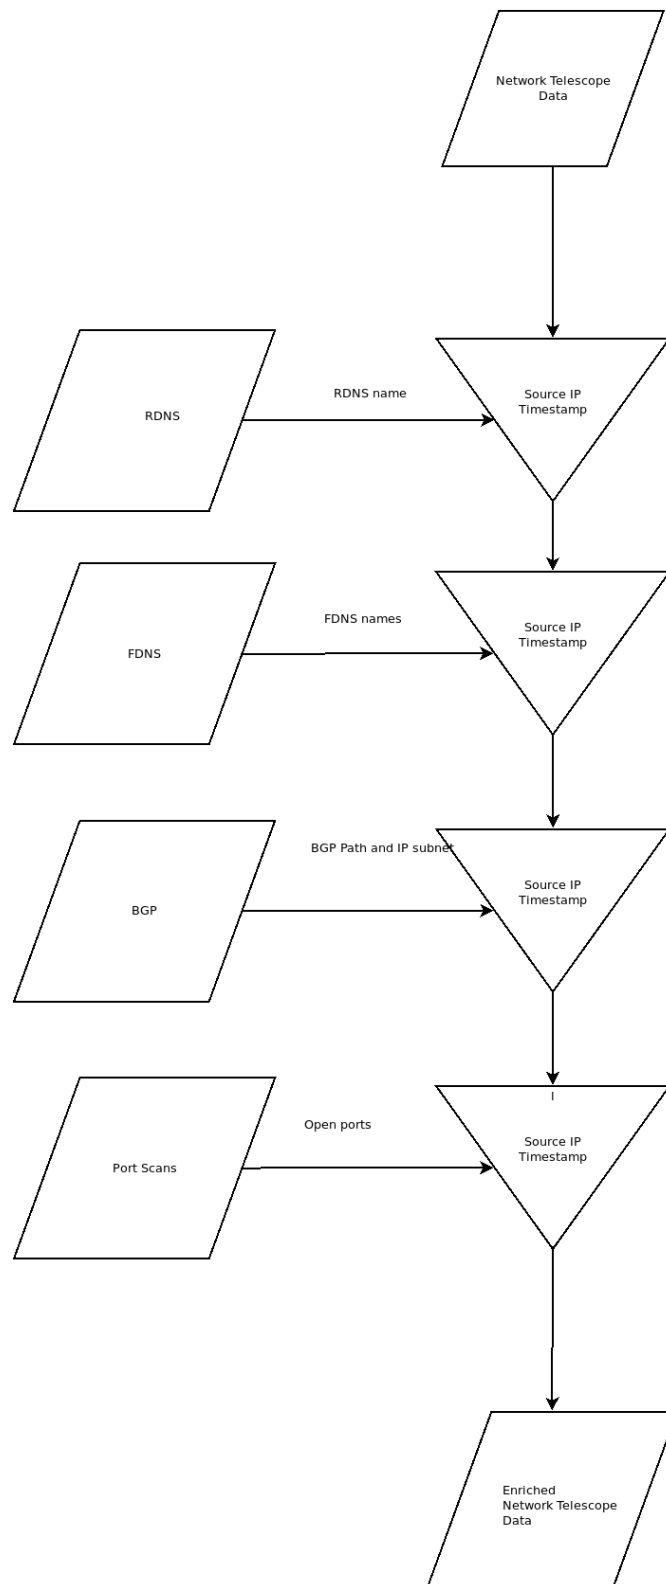 Network Telescope
Data
RDNS
RDNS name
Source IP
Timestamp
FDNS
FDNS names
Source IP
Timestamp
BGP
BGP Path and IP subnet
Source IP
Timestamp
Port Scans
Open ports
I
Source IP
Timestamp
Enriched
Network Telescope
Data